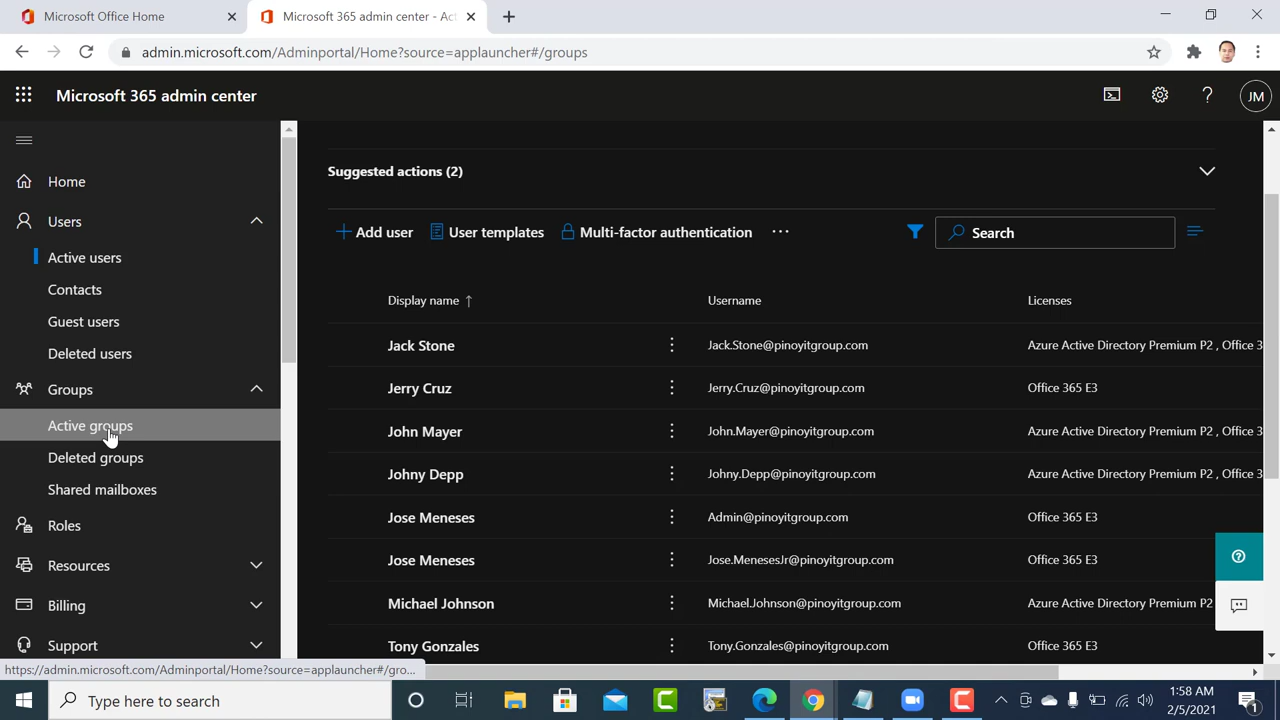 Microsoft Office Home
Microsoft 365 admin center - Act
admin.microsoft.com/Adminportal/Home?source=applauncher#/groups
Microsoft 365 admin center
JM
Home
Users
Active users
Contacts
Guest users
Deleted users
Groups
Active groups
Deleted groups
Shared mailboxes
Roles
Resources
Billing
Support
Suggested actions (2)
Add user
User templates
Multi-factor authentication
Search
Display name ↑ Username Licenses
Jack Stone Jack.Stone@pinoyitgroup.com Azure Active Directory Premium P2 , Office 3
Jerry Cruz Jerry.Cruz@pinoyitgroup.com Office 365 E3
John Mayer John.Mayer@pinoyitgroup.com Azure Active Directory Premium P2 , Office 3
Johny Depp Johny.Depp@pinoyitgroup.com Azure Active Directory Premium P2 , Office 3
Jose Meneses Admin@pinoyitgroup.com Office 365 E3
Jose Meneses Jose.MenesesJr@pinoyitgroup.com Office 365 E3
Michael Johnson Michael.Johnson@pinoyitgroup.com Azure Active Directory Premium P2
Tony Gonzales Tony.Gonzales@pinoyitgroup.com Office 365 E3
https://admin.microsoft.com/Adminportal/Home?source=applauncher#/gro...
Type here to search
1:58 AM
2/5/2021
1